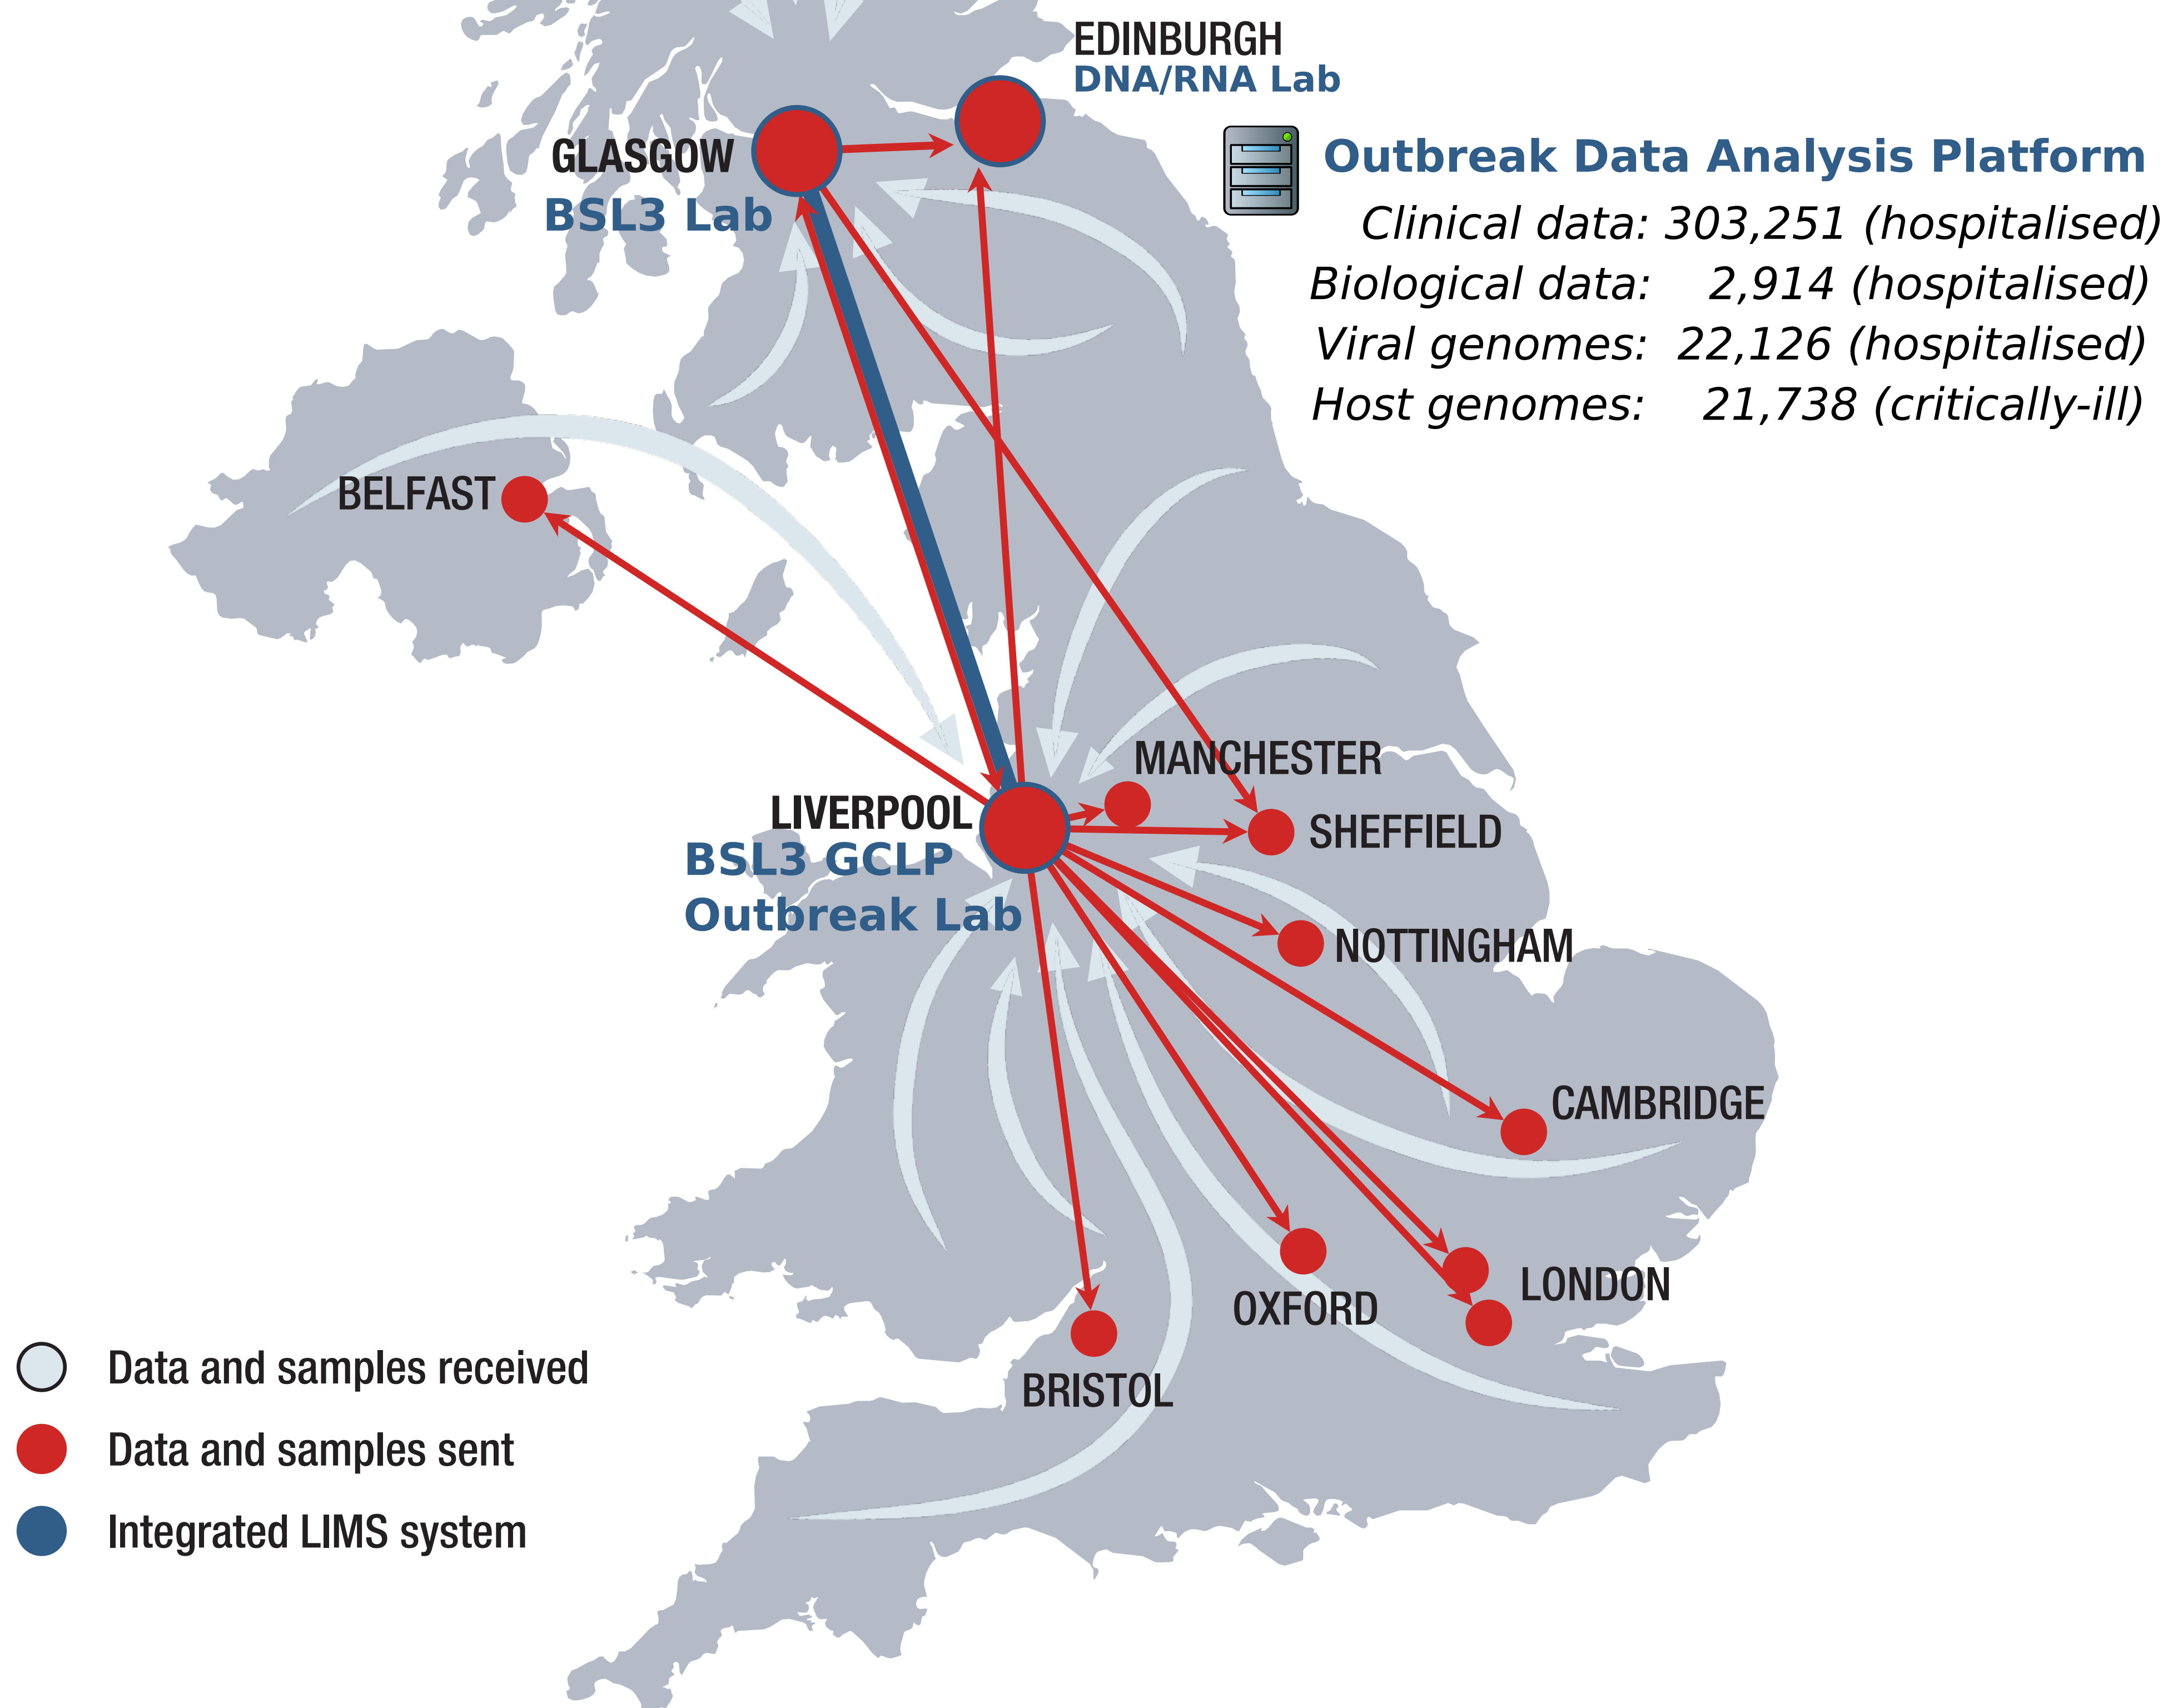 EDINBURGH
DNA/RNA Lab
GLASGOW
BSL3 Lab
Outbreak Data Analysis Platform
Clinical data: 303,251 (hospitalised)
Biological data: 2,914 (hospitalised)
Viral genomes: 22,126 (hospitalised)
Host genomes: 21,738 (critically-ill)
BELFAST
MANCHESTER
LIVERPOOL
BSL3 GCLP
Outbreak Lab
SHEFFIELD
NOTTINGHAM
CAMBRIDGE
LONDON
OXFORD
BRISTOL
Data and samples received
Data and samples sent
Integrated LIMS system